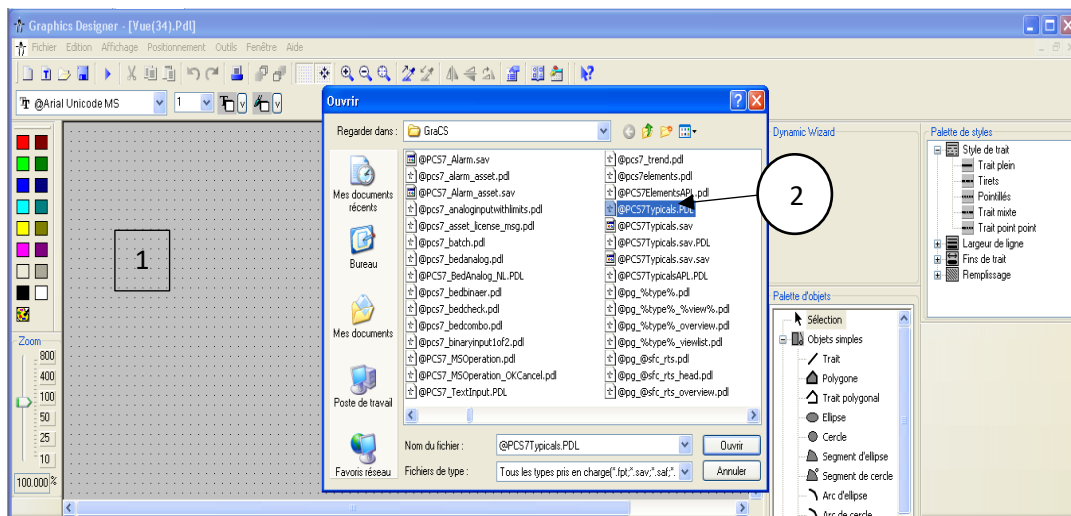 Graphics Designer - [Vue(34).Pdl]
Fichier Edition Affichage Positionnement Outils Fenêtre Aide
@Arial Unicode MS 1
Ouvrir
Regarder dans : GraCS
Mes documents récents
Bureau
Mes documents
Poste de travail
Favoris réseau
@PCS7_Alarm.sav
@pcs7_alarm_asset.pdl
@PCS7_Alarm_asset.sav
@pcs7_analoginputwithlimits.pdl
@pcs7_asset_license_msg.pdl
@pcs7_batch.pdl
@pcs7_bedanalog.pdl
@PCS7_BedAnalog_NL.PDL
@pcs7_bedbinaer.pdl
@pcs7_bedcheck.pdl
@pcs7_bedcombo.pdl
@pcs7_binaryinput1of2.pdl
@PCS7_MSOperation.pdl
@PCS7_MSOperation_OKCancel.pdl
@PCS7_TextInput.PDL
@pcs7_trend.pdl
@pcs7elements.pdl
@PCS7ElementsAPL.pdl
@PCS7Typicals.PDL
@PCS7Typicals.sav
@PCS7Typicals.sav.PDL
@PCS7Typicals.sav.sav
@PCS7TypicalsAPL.PDL
@pg_%type%.pdl
@pg_%type%_%view%.pdl
@pg_%type%_overview.pdl
@pg_%type%_viewlist.pdl
@pg_@sfc_rts.pdl
@pg_@sfc_rts_head.pdl
@pg_@sfc_rts_overview.pdl
Nom du fichier : @PCS7Typicals.PDL Ouvrir
Fichiers de type : Tous les types pris en charge(*.fpt;*.sav;*.saf;*. Annuler
1
2
Zoom
800
400
100
50
25
10
100.000 %
Dynamic Wizard
Palette de styles
Style de trait
Trait plein
Tirets
Pointillés
Trait mixte
Trait point point
Largeur de ligne
Fins de trait
Remplissage
Palette d'objets
Sélection
Objets simples
Trait
Polygone
Trait polygonal
Ellipse
Cercle
Segment d'ellipse
Segment de cercle
Arc d'ellipse
Arc de cercle